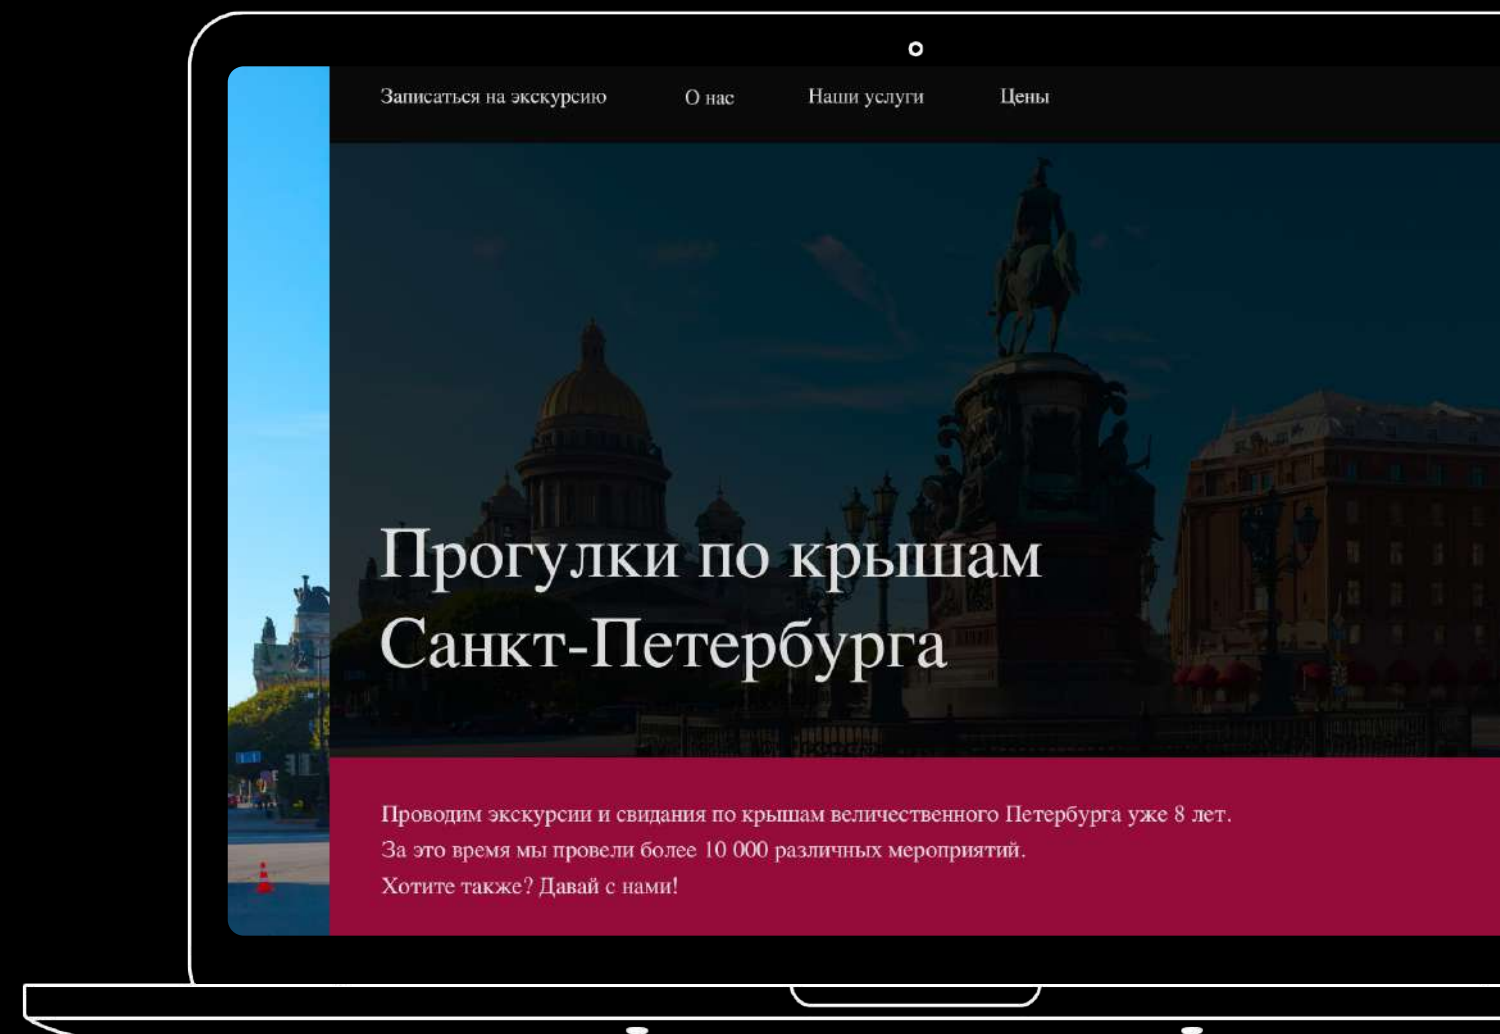 Записаться на экскурсию О нас Наши услуги Цены
Прогулки по крышам
Санкт-Петербурга
Проводим экскурсии и свидания по крышам величественного Петербурга уже 8 лет.
За это время мы провели более 10 000 различных мероприятий.
Хотите также? Давай с нами!